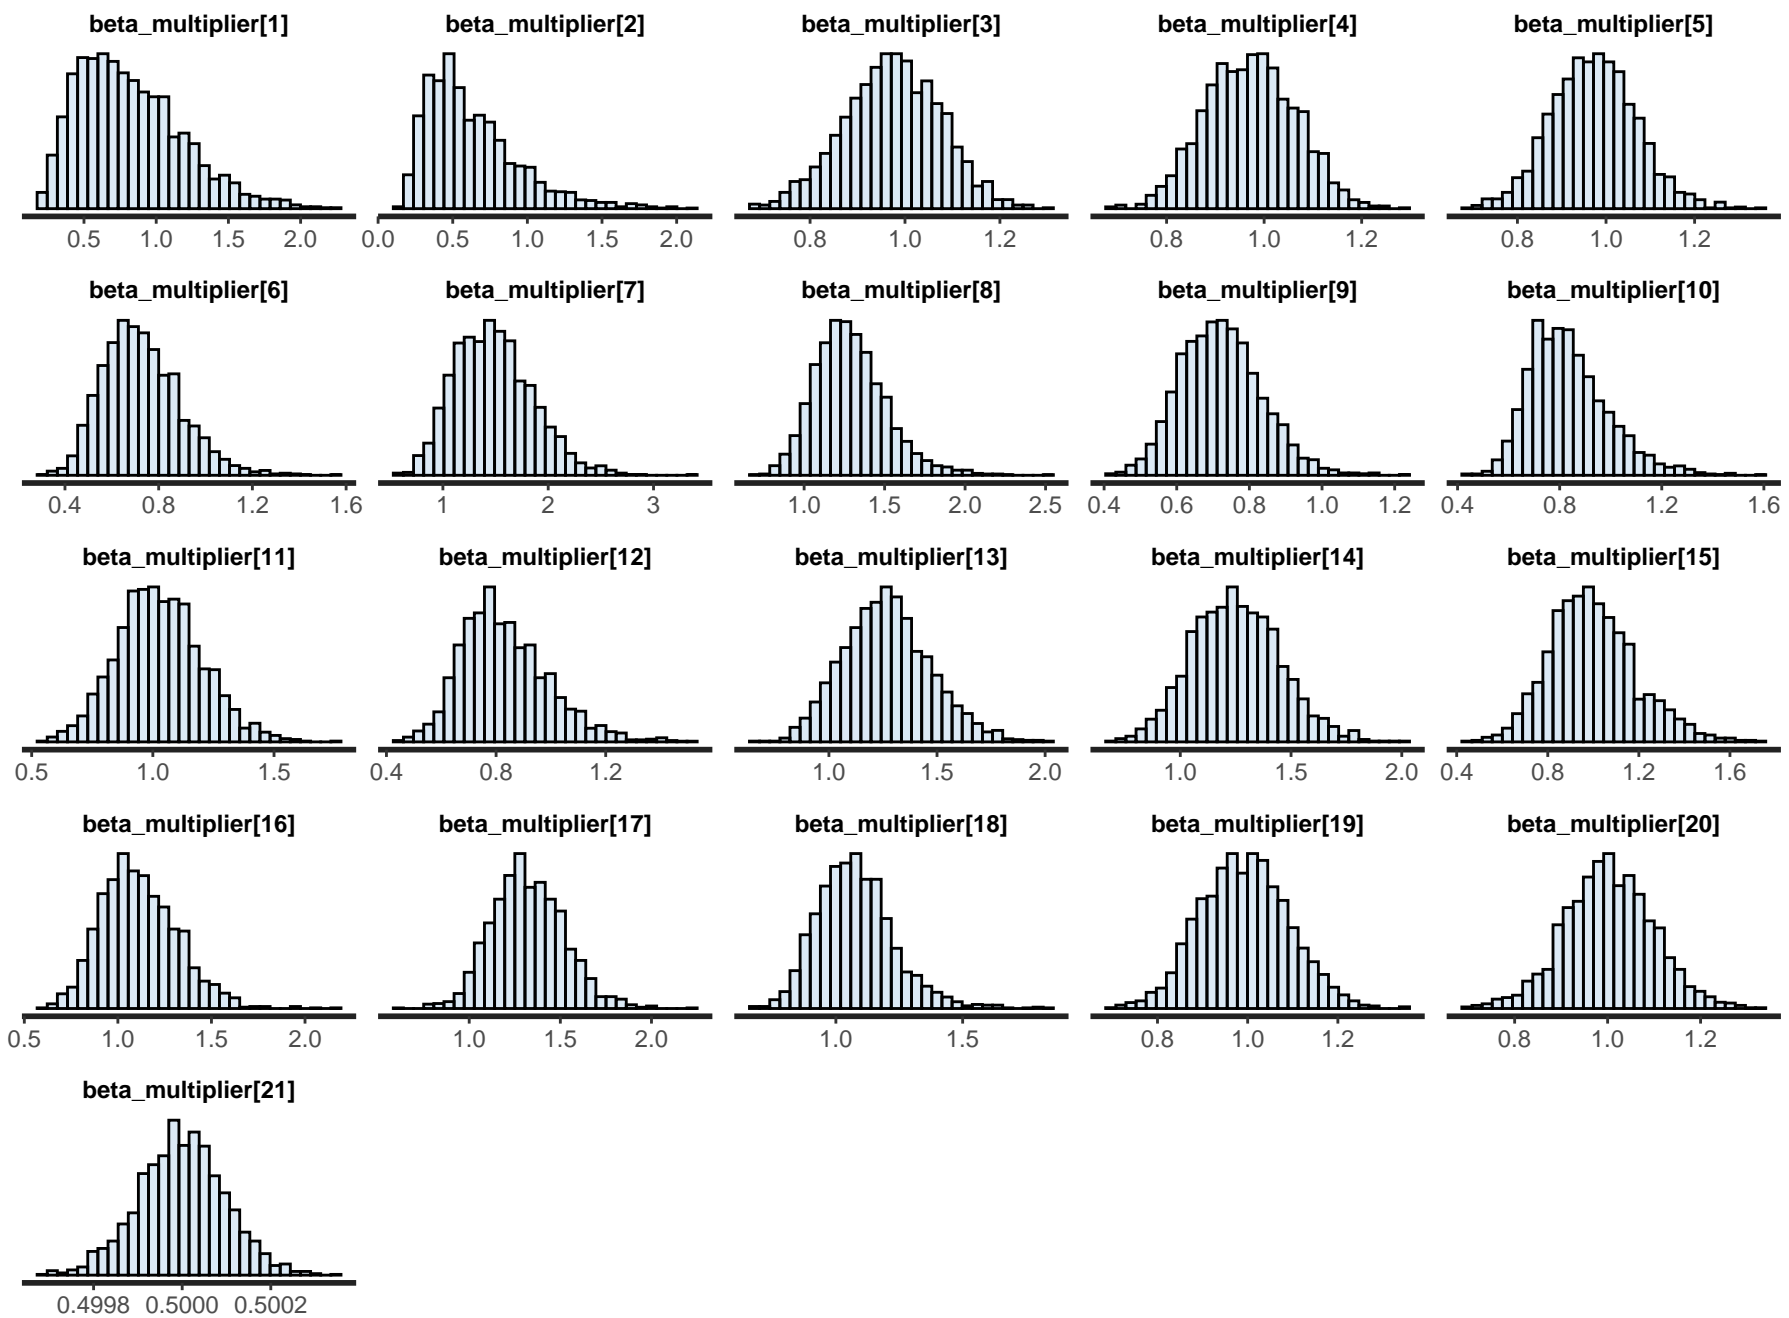 beta_multiplier[1] beta_multiplier[2] beta_multiplier[3] beta_multiplier[4] beta_multiplier[5]
0.5 1.0 1.5 2.0 0.0 0.5 1.0 1.5 2.0 0.8 1.0 1.2 0.8 1.0 1.2 0.8 1.0 1.2
beta_multiplier[6] beta_multiplier[7] beta_multiplier[8] beta_multiplier[9] beta_multiplier[10]
0.4 0.8 1.2 1.6 1 2 3 1.0 1.5 2.0 2.5 0.4 0.6 0.8 1.0 1.2 0.4 0.8 1.2 1.6
beta_multiplier[11] beta_multiplier[12] beta_multiplier[13] beta_multiplier[14] beta_multiplier[15]
0.5 1.0 1.5 0.4 0.8 1.2 1.0 1.5 2.0 1.0 1.5 2.0 0.4 0.8 1.2 1.6
beta_multiplier[16] beta_multiplier[17] beta_multiplier[18] beta_multiplier[19] beta_multiplier[20]
0.5 1.0 1.5 2.0 1.0 1.5 2.0 1.0 1.5 0.8 1.0 1.2 0.8 1.0 1.2
beta_multiplier[21]
0.4998 0.5000 0.5002